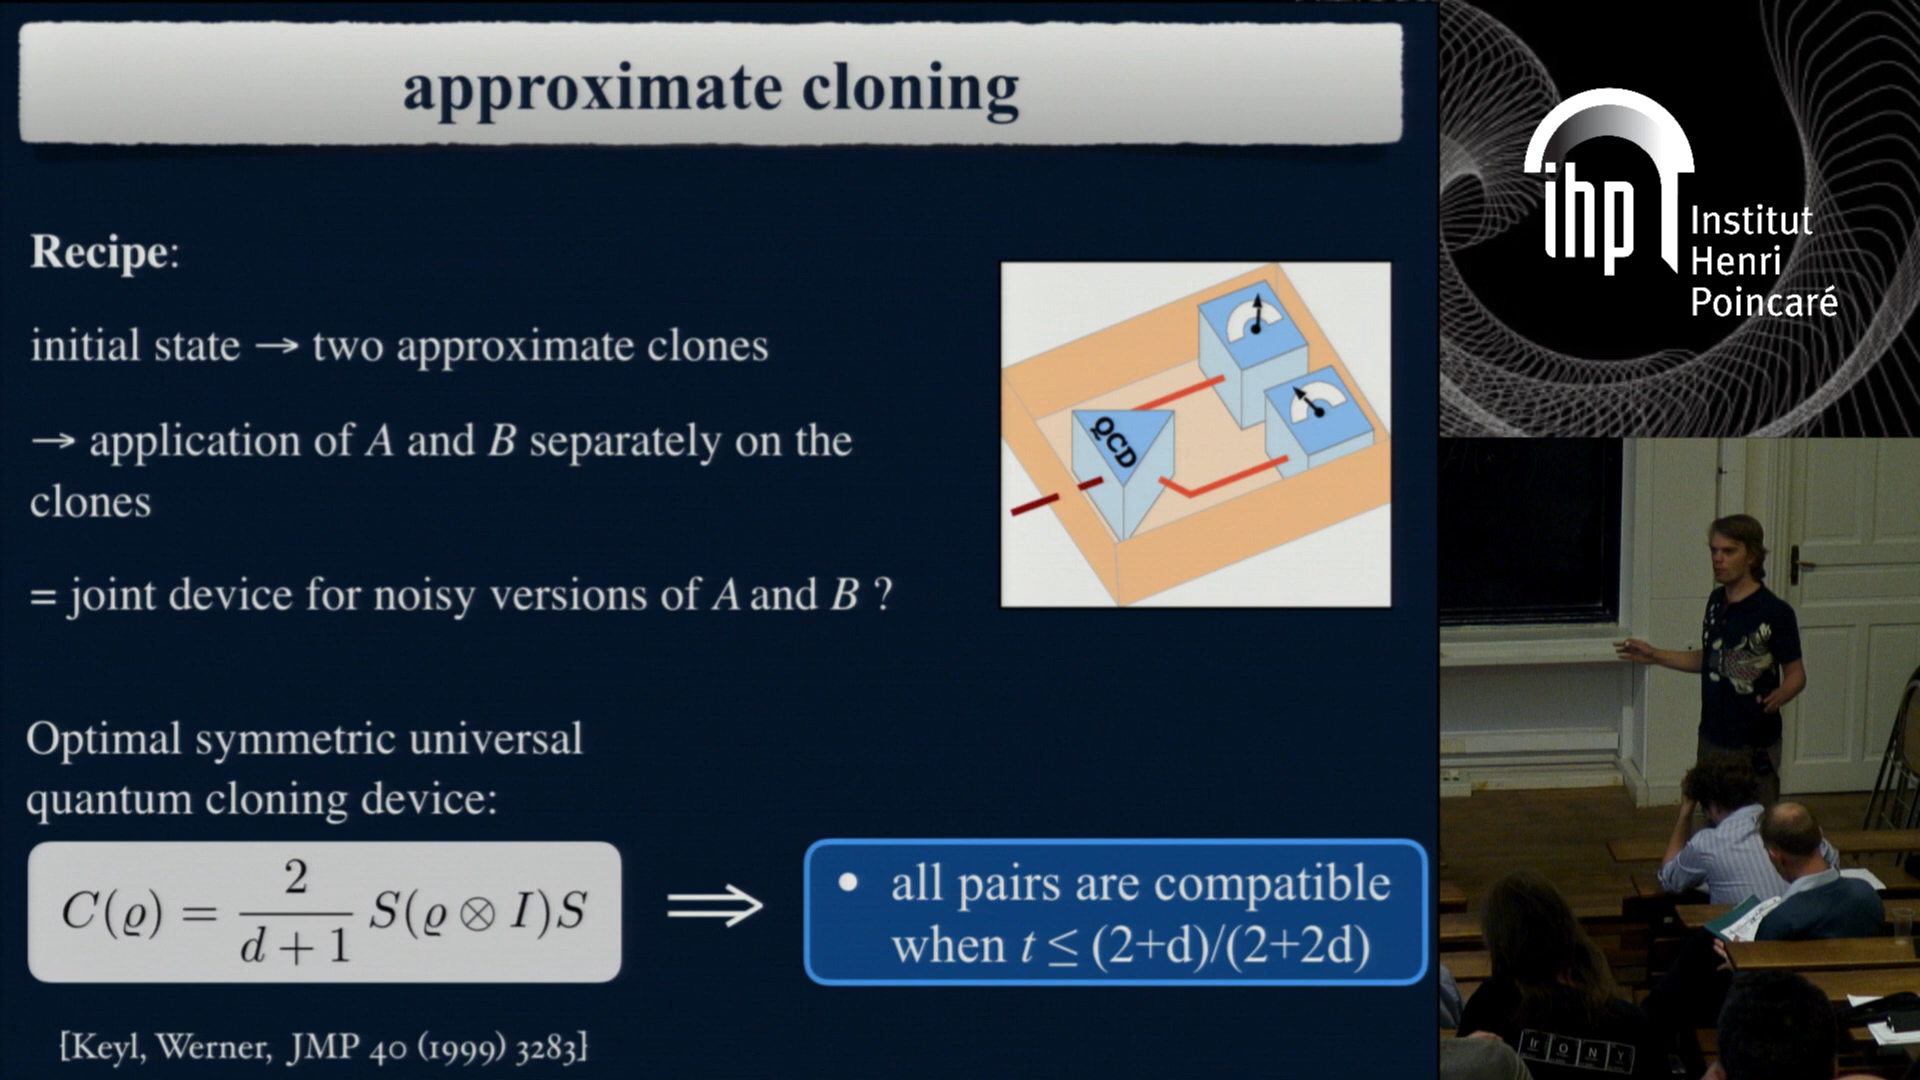 approximate cloning
Recipe:
initial state → two approximate clones
→ application of A and B separately on the
clones
= joint device for noisy versions of A and B ?
QCD
Optimal symmetric universal
quantum cloning device:
C(ϱ) = 2/(d + 1) S(ϱ ⊗ I)S
⟹
• all pairs are compatible
when t ≤ (2+d)/(2+2d)
[Keyl, Werner, JMP 40 (1999) 3283]
ihp
Institut
Henri
Poincaré
Ir O N Y